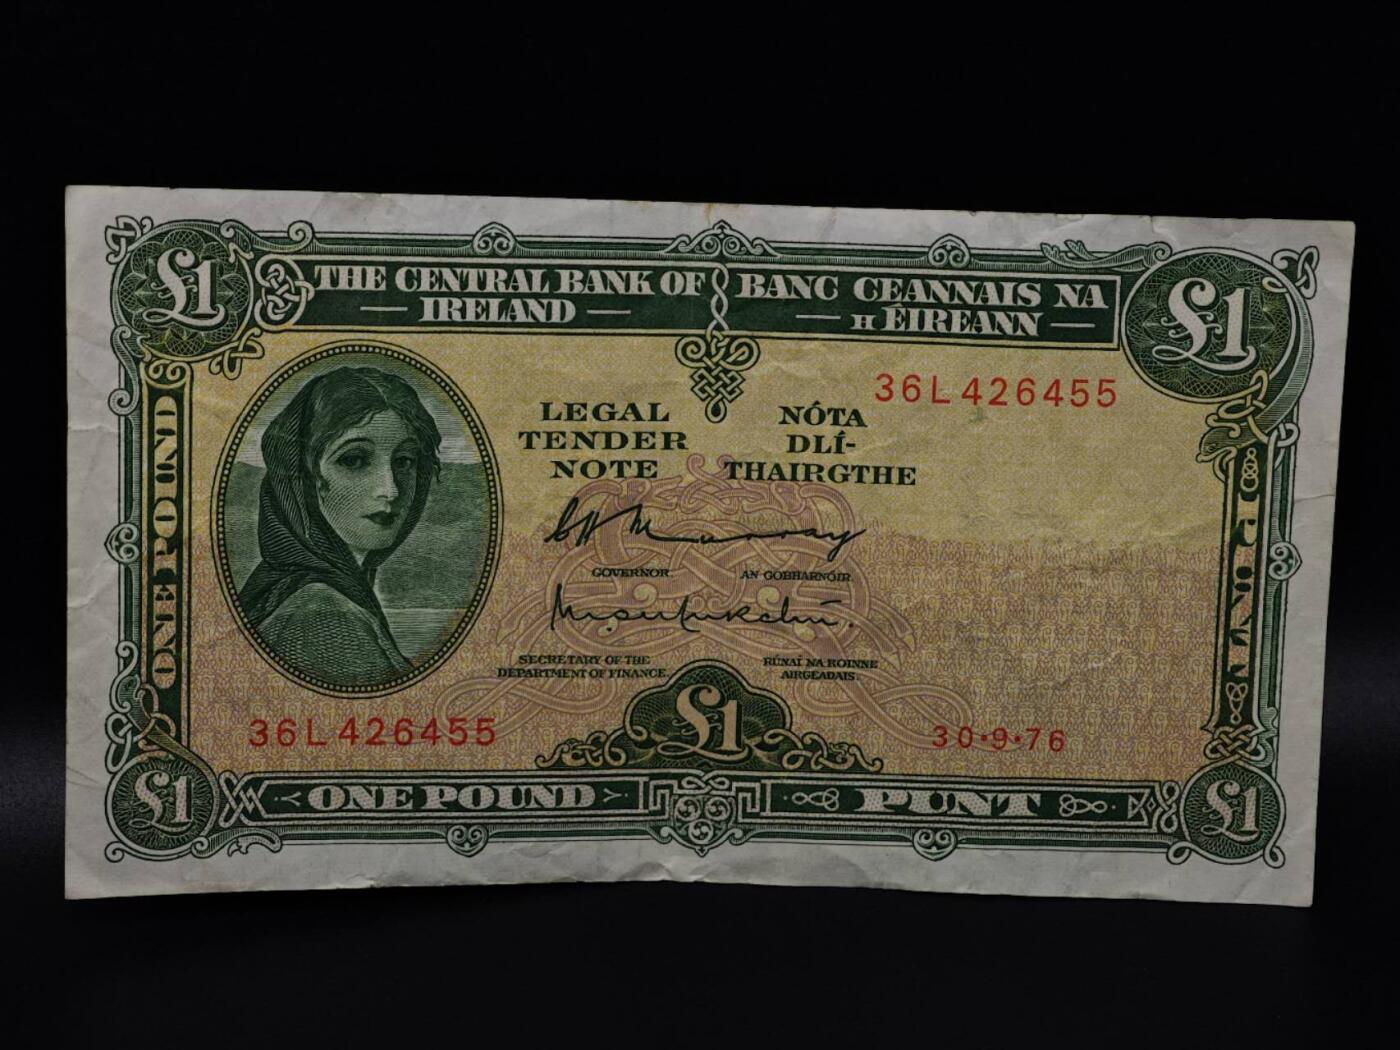 £1
£1
THE CENTRAL BANK OF
— IRELAND —
BANC CEANNAIS NA
— H ÉIREANN —
36L 426455
LEGAL
TENDER
NOTE
NÓTA
DLÍ-
THAIRGTHE
ONE POUND
PUNT
C H Murray
GOVERNOR.
AN GOBHARNÓIR.
SECRETARY OF THE
DEPARTMENT OF FINANCE.
RÚNAÍ NA ROINNE
AIRGEADAIS.
36L 426455
£1
30·9·76
£1
ONE POUND
PUNT
£1